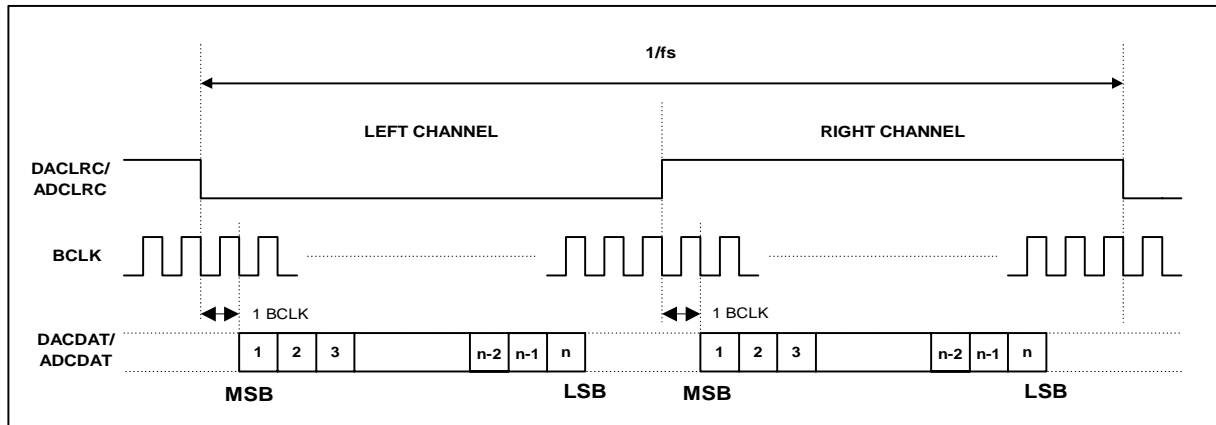 1/fs
LEFT CHANNEL
RIGHT CHANNEL
DACLRC/
ADCLRC
BCLK
1 BCLK
1 BCLK
DACDAT/
ADCDAT
1 2 3 n-2 n-1 n
1 2 3 n-2 n-1 n
MSB
LSB
MSB
LSB